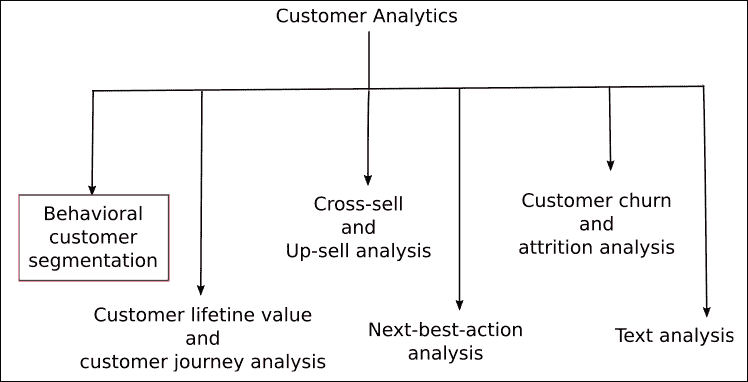 Customer Analytics
Behavioral
customer
segmentation
Customer lifetine value
and
customer journey analysis
Cross-sell
and
Up-sell analysis
Next-best-action
analysis
Customer churn
and
attrition analysis
Text analysis